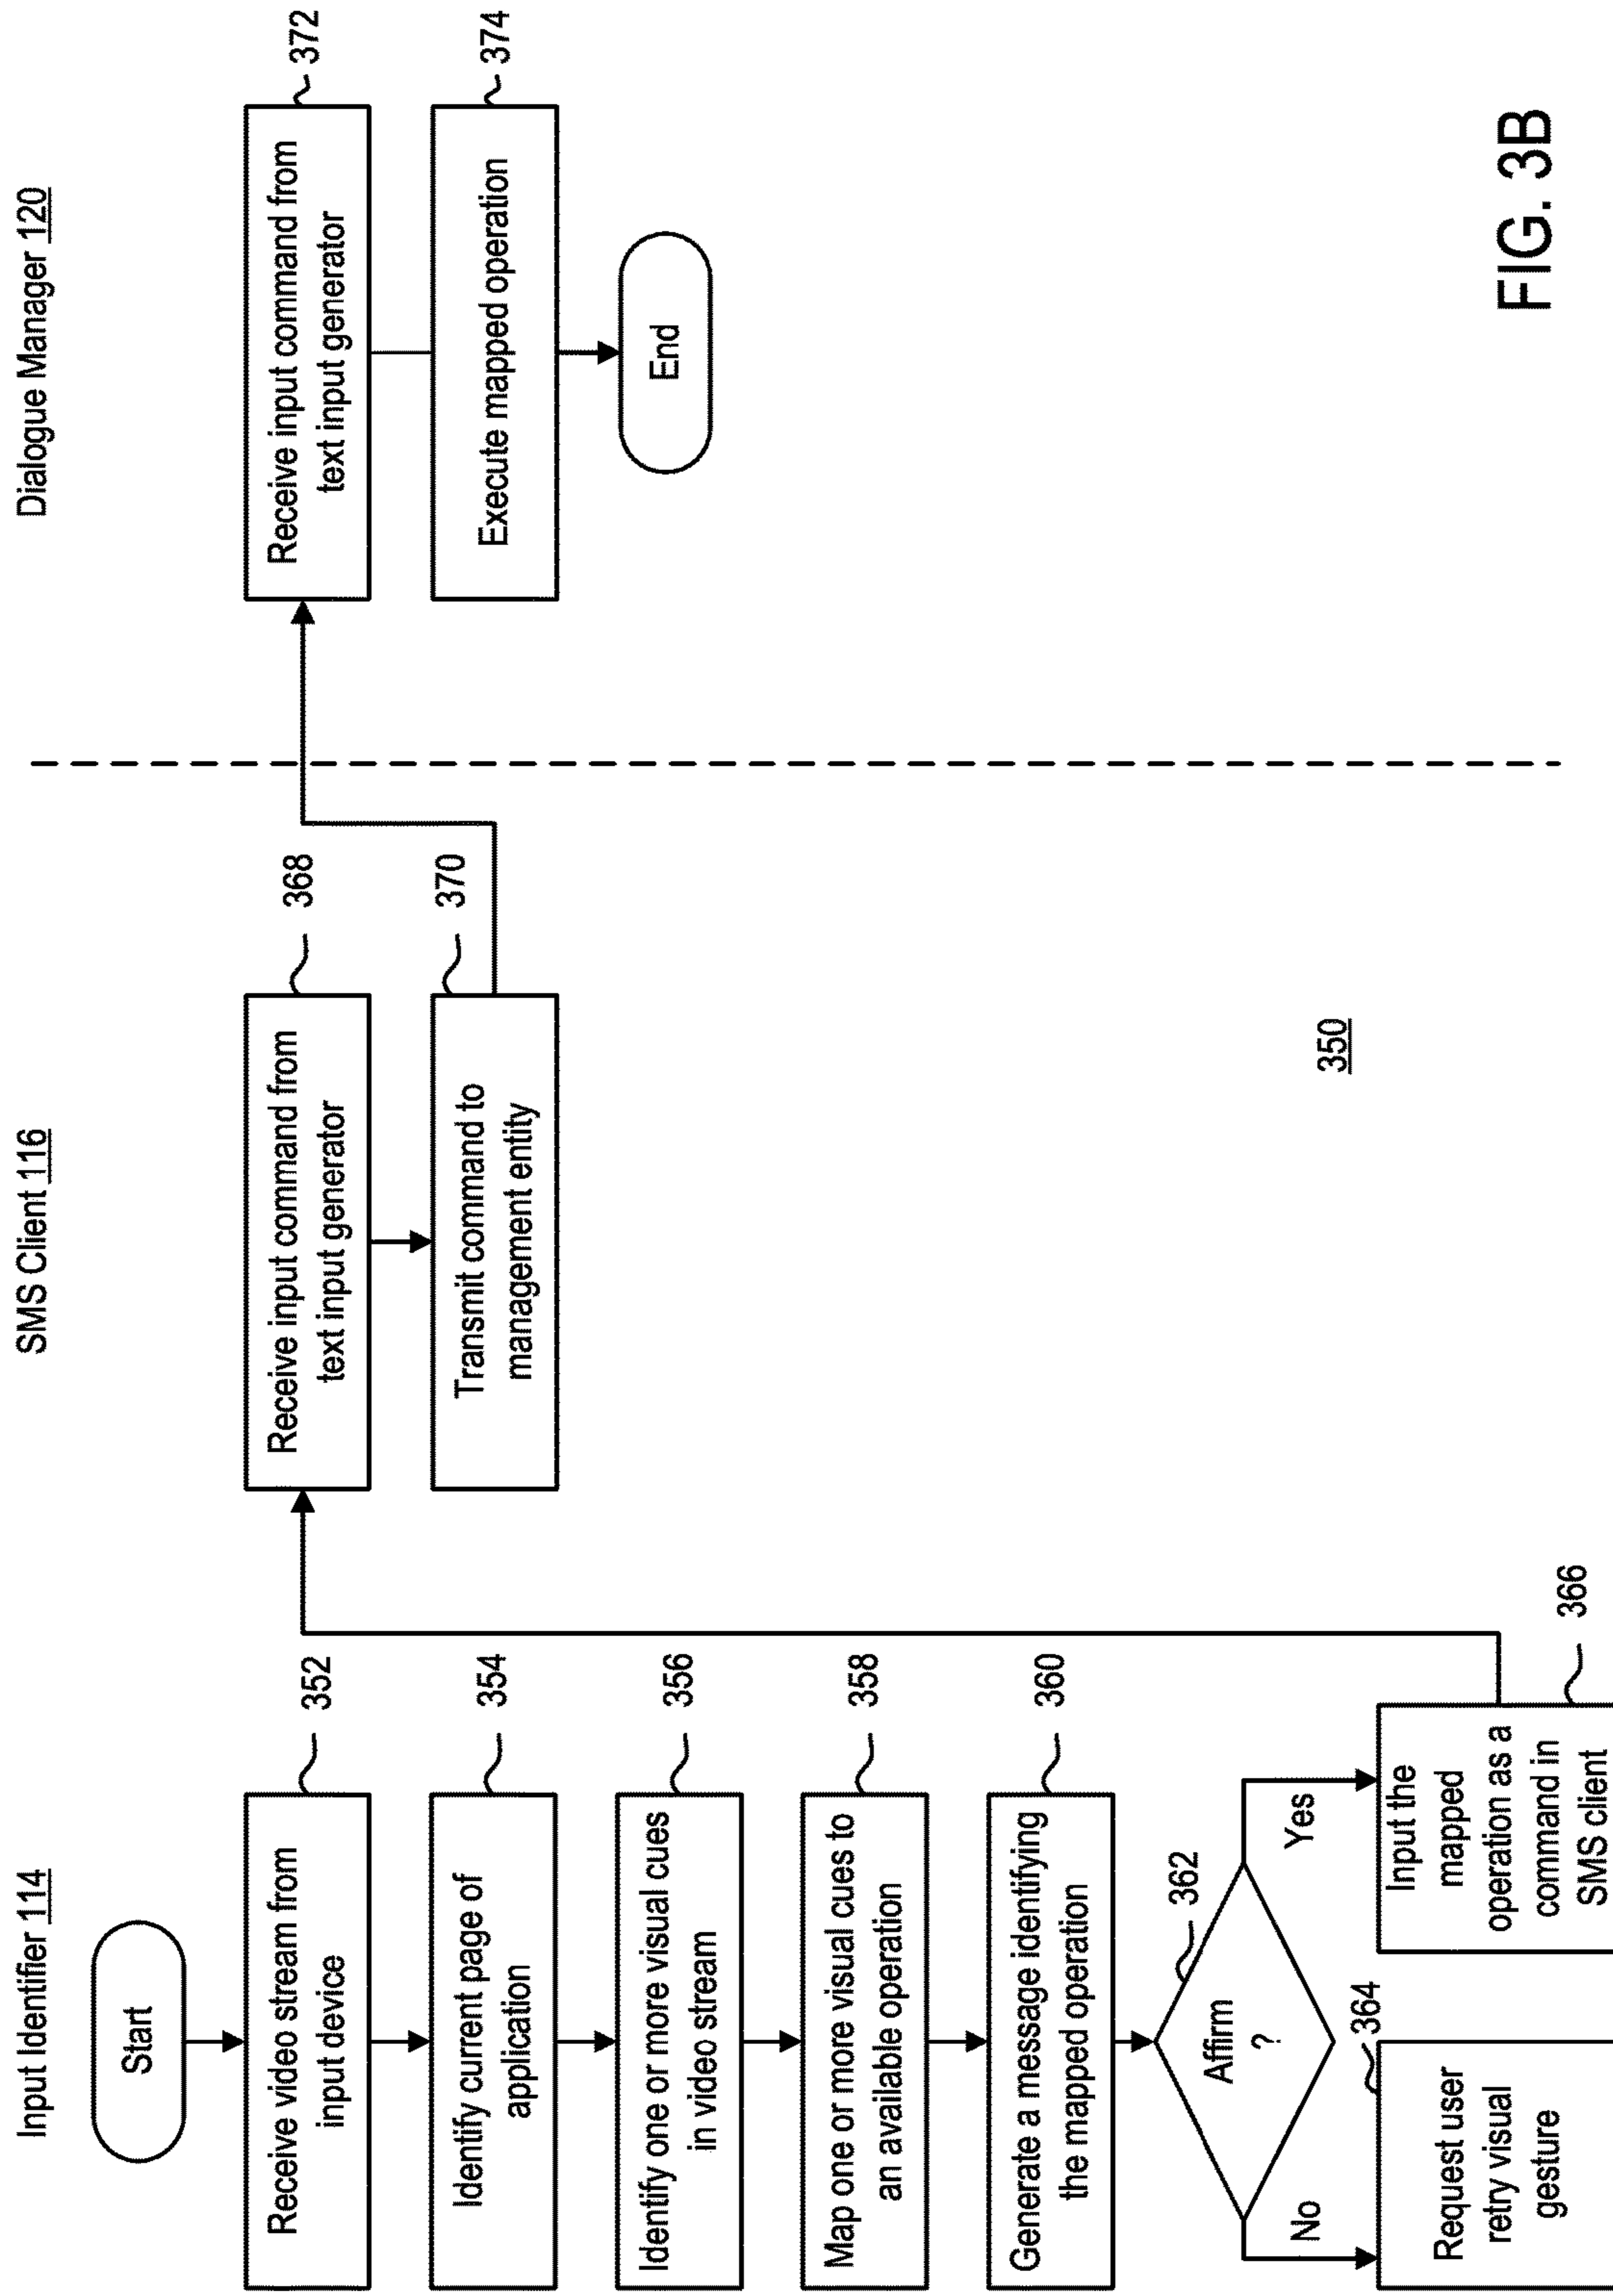 Input Identifier 114
Start
Receive video stream from
input device
352
Identify current page of
application
354
Identify one or more visual cues
in video stream
356
Map one or more visual cues to
an available operation
358
Generate a message identifying
the mapped operation
360
Affirm
?
362
No
Yes
Request user
retry visual
gesture
364
Input the
mapped
operation as a
command in
SMS client
366
SMS Client 116
Receive input command from
text input generator
368
Transmit command to
management entity
370
350
Dialogue Manager 120
Receive input command from
text input generator
372
Execute mapped operation
374
End
FIG. 3B